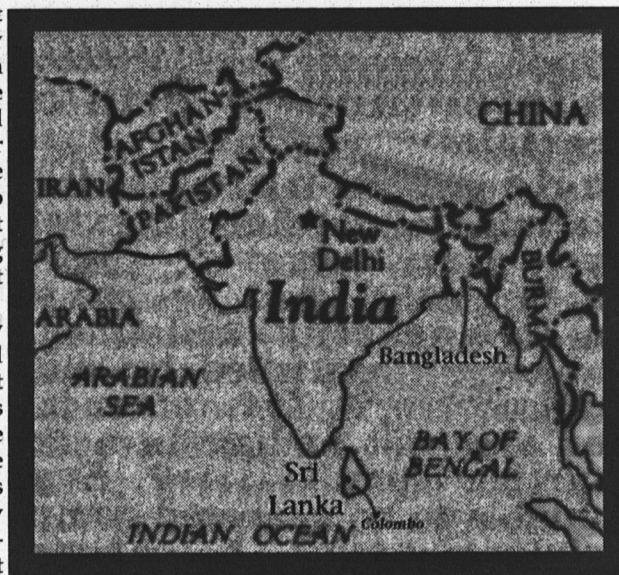 CHINA
AFGHAN-
ISTAN
IRAN
PAKISTAN
New
Delhi
BURMA
India
ARABIA
Bangladesh
ARABIAN
SEA
BAY OF
BENGAL
Sri
Lanka
Colombo
INDIAN OCEAN